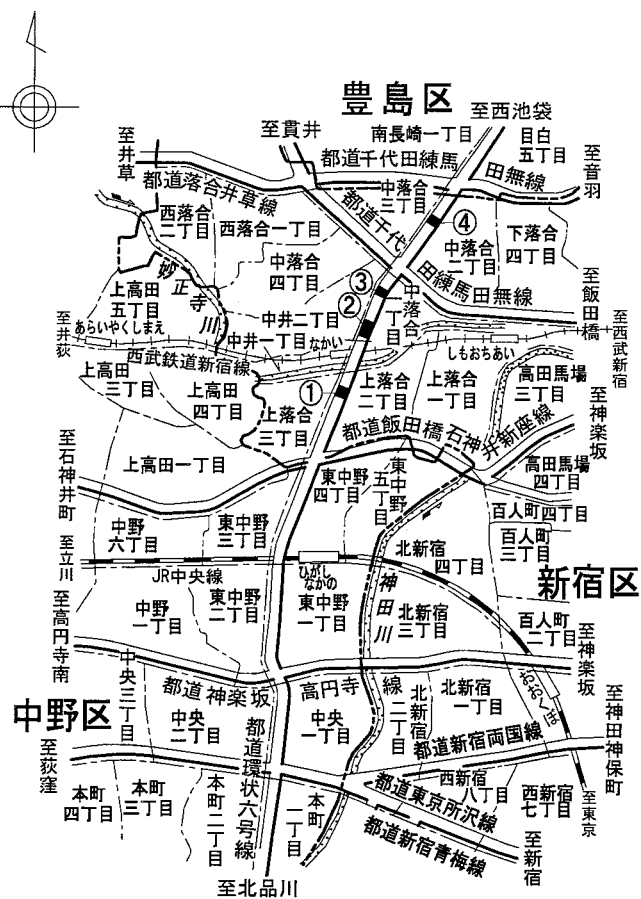 豊島区
至西池袋
至貫井
南長崎一丁目
目白
五丁目
至井草
都道千代田練馬
田無線
至音羽
都道落合井草線
中落合
三丁目
都道千代
④
西落合
二丁目
西落合一丁目
中落合
二丁目
下落合
四丁目
中落合
四丁目
妙正寺川
上高田
五丁目
③
中落合
一丁目
田練馬田無線
至飯田橋
②
中井二丁目
至井荻
あらいやくしまえ
中井一丁目
なかい
至西武新宿
西武鉄道新宿線
しもおちあい
上高田
三丁目
上高田
四丁目
①
上落合
二丁目
上落合
一丁目
高田馬場
三丁目
上落合
三丁目
至神楽坂
都道飯田橋石神井新座線
至石神井町
上高田一丁目
東中野
四丁目
東中野
五丁目
高田馬場
四丁目
百人町
四丁目
中野
六丁目
東中野
三丁目
百人町
三丁目
至立川
北新宿
四丁目
JR中央線
ひがし
なかの
神田川
新宿区
中野
一丁目
東中野
二丁目
東中野
一丁目
北新宿
三丁目
百人町
二丁目
至高円寺南
至神楽坂
おおくぼ
中央三丁目
都道神楽坂
高円寺
線
北新宿
二丁目
北新宿
一丁目
中野区
中央
二丁目
都道環状六号線
中央
一丁目
都道新宿両国線
至神田神保町
至荻窪
本町
四丁目
本町
三丁目
本町二丁目
本町
一丁目
都道東京所沢線
西新宿
八丁目
西新宿
七丁目
至東京
都道新宿青梅線
至新宿
至北品川